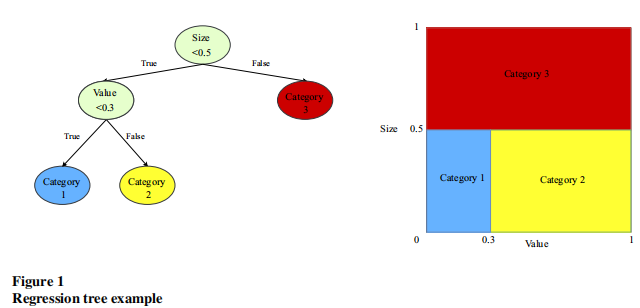 Size
<0.5
True
False
Value
<0.3
Category
3
True
False
Category
1
Category
2
1
Category 3
Size
0.5
Category 1
Category 2
0
0.3
Value
1
Figure 1
Regression tree example